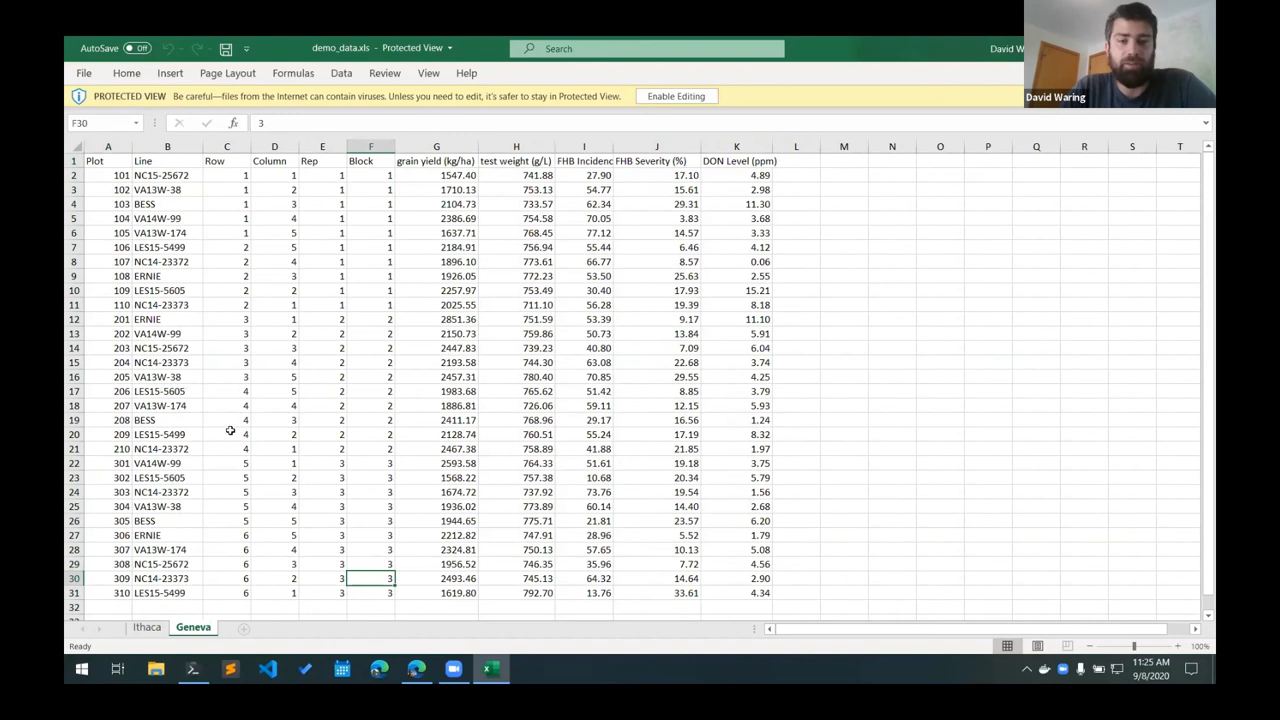 AutoSave Off demo_data.xls - Protected View Search David W
David Waring
File Home Insert Page Layout Formulas Data Review View Help
PROTECTED VIEW Be careful—files from the Internet can contain viruses. Unless you need to edit, it's safer to stay in Protected View. Enable Editing
F30 fx 3
A B C D E F G H I J K L M N O P Q R S T
1 Plot Line Row Column Rep Block grain yield (kg/ha) test weight (g/L) FHB Incidenc FHB Severity (%) DON Level (ppm)
2 101 NC15-25672 1 1 1 1 1547.40 741.88 27.90 17.10 4.89
3 102 VA13W-38 1 2 1 1 1710.13 753.13 54.77 15.61 2.98
4 103 BESS 1 3 1 1 2104.73 733.57 62.34 29.31 11.30
5 104 VA14W-99 1 4 1 1 2386.69 754.58 70.05 3.83 3.68
6 105 VA13W-174 1 5 1 1 1637.71 768.45 77.12 14.57 3.33
7 106 LES15-5499 2 5 1 1 2184.91 756.94 55.44 6.46 4.12
8 107 NC14-23372 2 4 1 1 1896.10 773.61 66.77 8.57 0.06
9 108 ERNIE 2 3 1 1 1926.05 772.23 53.50 25.63 2.55
10 109 LES15-5605 2 2 1 1 2257.97 753.49 30.40 17.93 15.21
11 110 NC14-23373 2 1 1 1 2025.55 711.10 56.28 19.39 8.18
12 201 ERNIE 3 1 2 2 2851.36 751.59 53.39 9.17 11.10
13 202 VA14W-99 3 2 2 2 2150.73 759.86 50.73 13.84 5.91
14 203 NC15-25672 3 3 2 2 2447.83 739.23 40.80 7.09 6.04
15 204 NC14-23373 3 4 2 2 2193.58 744.30 63.08 22.68 3.74
16 205 VA13W-38 3 5 2 2 2457.31 780.40 70.85 29.55 4.25
17 206 LES15-5605 4 5 2 2 1983.68 765.62 51.42 8.85 3.79
18 207 VA13W-174 4 4 2 2 1886.81 726.06 59.11 12.15 5.93
19 208 BESS 4 3 2 2 2411.17 768.96 29.17 16.56 1.24
20 209 LES15-5499 4 2 2 2 2128.74 760.51 55.24 17.19 8.32
21 210 NC14-23372 4 1 2 2 2467.38 758.89 41.88 21.85 1.97
22 301 VA14W-99 5 1 3 3 2593.58 764.33 51.61 19.18 3.75
23 302 LES15-5605 5 2 3 3 1568.22 757.38 10.68 20.34 5.79
24 303 NC14-23372 5 3 3 3 1674.72 737.92 73.76 19.54 1.56
25 304 VA13W-38 5 4 3 3 1936.02 773.89 60.14 14.40 2.68
26 305 BESS 5 5 3 3 1944.65 775.71 21.81 23.57 6.20
27 306 ERNIE 6 5 3 3 2212.82 747.91 28.96 5.52 1.79
28 307 VA13W-174 6 4 3 3 2324.81 750.13 57.65 10.13 5.08
29 308 NC15-25672 6 3 3 3 1956.52 746.35 35.96 7.72 4.56
30 309 NC14-23373 6 2 3 3 2493.46 745.13 64.32 14.64 2.90
31 310 LES15-5499 6 1 3 3 1619.80 792.70 13.76 33.61 4.34
32
Ithaca Geneva
Ready 100%
11:25 AM
9/8/2020